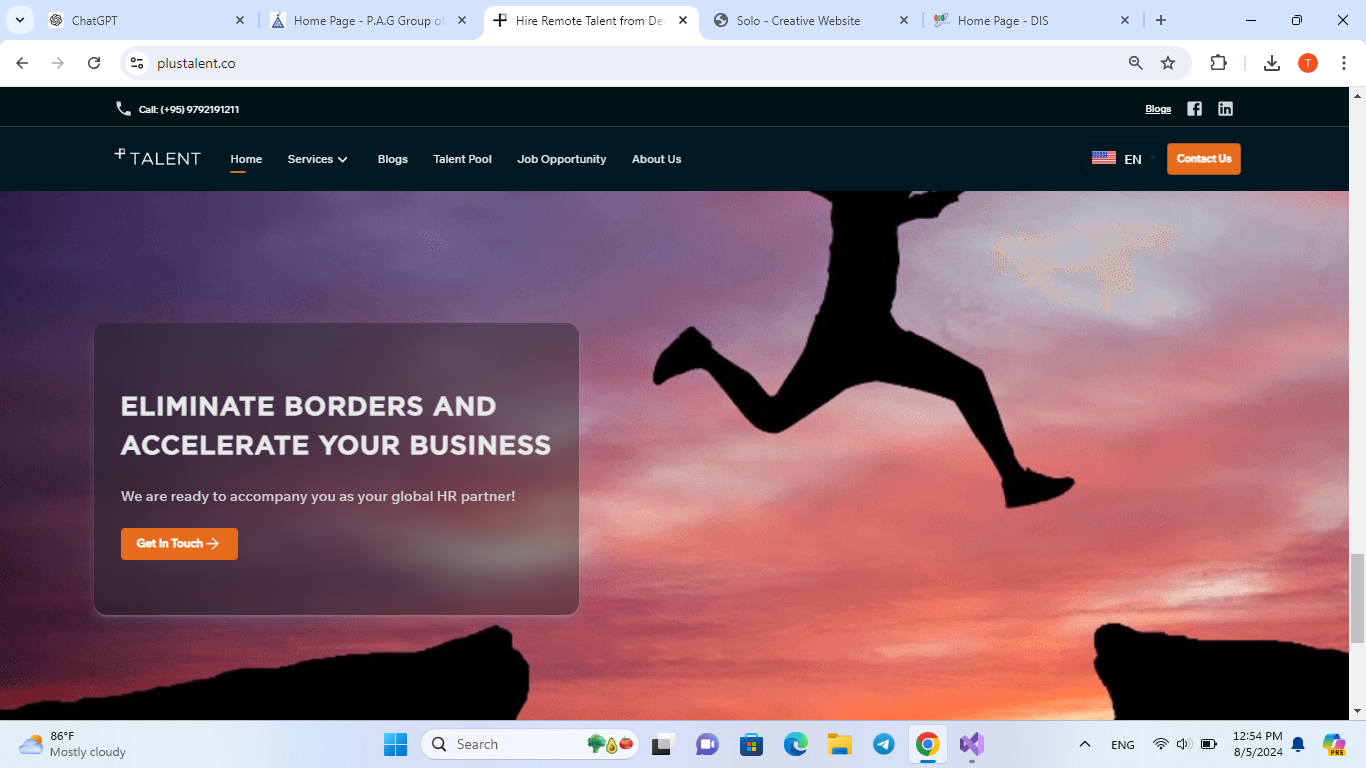 ChatGPT
Home Page - P.A.G Group of
Hire Remote Talent from Dev
Solo - Creative Website
Home Page - DIS
plustalent.co
T
Call: (+95) 9792191211
Blogs
TALENT
Home
Services
Blogs
Talent Pool
Job Opportunity
About Us
EN
Contact Us
ELIMINATE BORDERS AND
ACCELERATE YOUR BUSINESS
We are ready to accompany you as your global HR partner!
Get In Touch
86°F
Mostly cloudy
Search
ENG
12:54 PM
8/5/2024
PRE